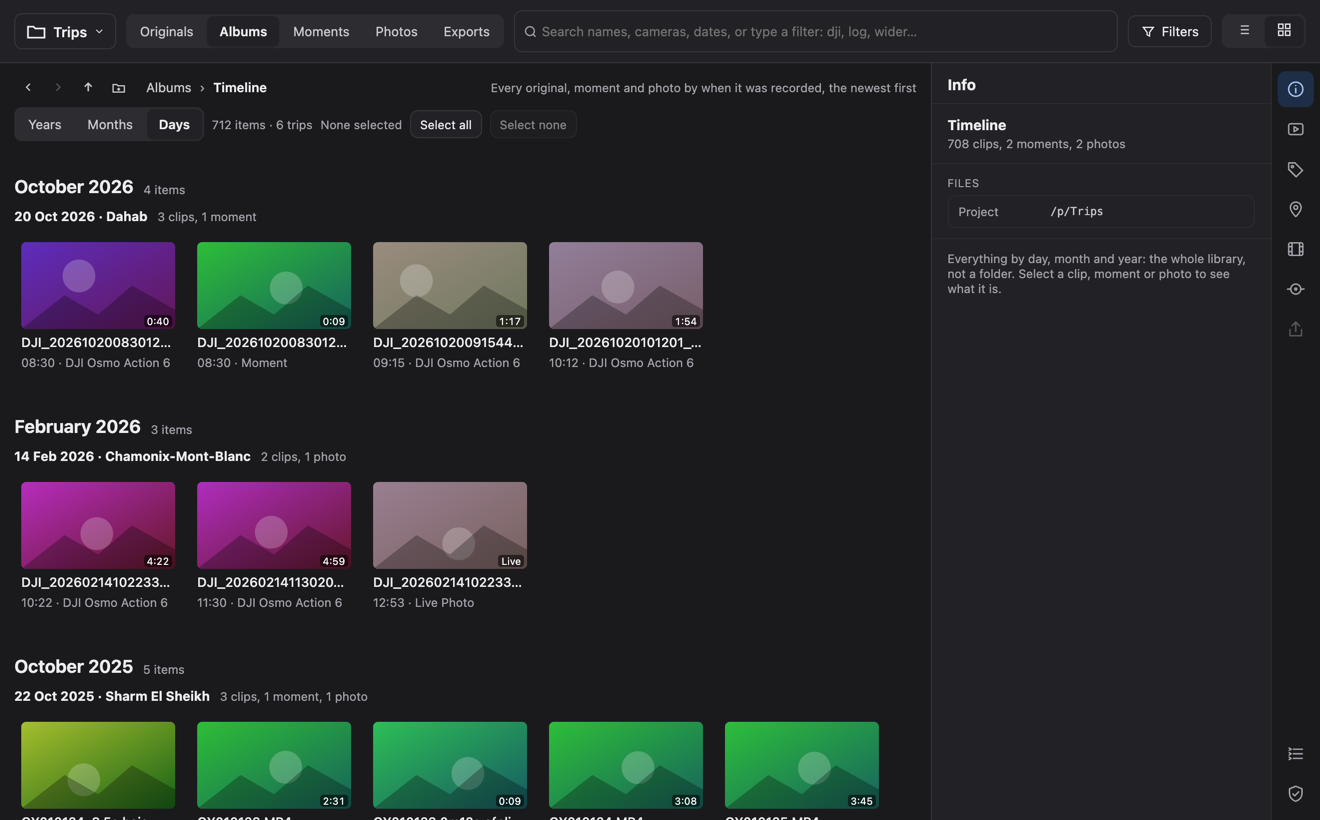 Trips
Originals
Albums
Moments
Photos
Exports
Search names, cameras, dates, or type a filter: dji, log, wider...
Filters
Albums › Timeline
Every original, moment and photo by when it was recorded, the newest first
Years
Months
Days
712 items · 6 trips
None selected
Select all
Select none
October 2026 4 items
20 Oct 2026 · Dahab 3 clips, 1 moment
0:40
0:09
1:17
1:54
DJI_20261020083012...
DJI_20261020083012...
DJI_20261020091544...
DJI_20261020101201_...
08:30 · DJI Osmo Action 6
08:30 · Moment
09:15 · DJI Osmo Action 6
10:12 · DJI Osmo Action 6
February 2026 3 items
14 Feb 2026 · Chamonix-Mont-Blanc 2 clips, 1 photo
4:22
4:59
Live
DJI_20260214102233...
DJI_20260214113020...
DJI_20260214102233...
10:22 · DJI Osmo Action 6
11:30 · DJI Osmo Action 6
12:53 · Live Photo
October 2025 5 items
22 Oct 2025 · Sharm El Sheikh 3 clips, 1 moment, 1 photo
2:31
0:09
3:08
3:45
Info
Timeline
708 clips, 2 moments, 2 photos
FILES
Project /p/Trips
Everything by day, month and year: the whole library,
not a folder. Select a clip, moment or photo to see
what it is.